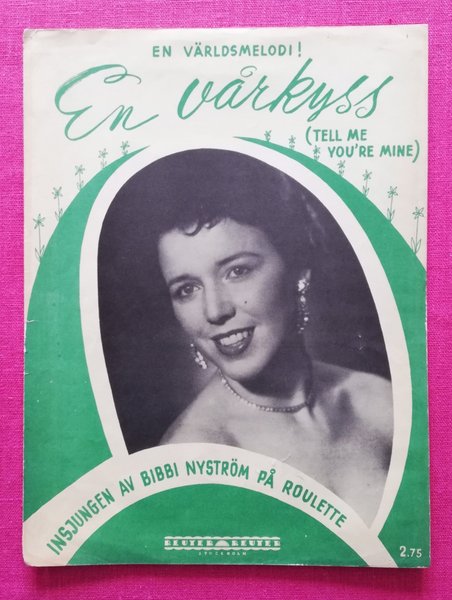 EN VÄRLDSMELODI!
En vårkyss
(TELL ME
YOU'RE MINE)
INSJUNGEN AV BIBBI NYSTRÖM PÅ ROULETTE
REUTER REUTER
STOCKHOLM
2.75